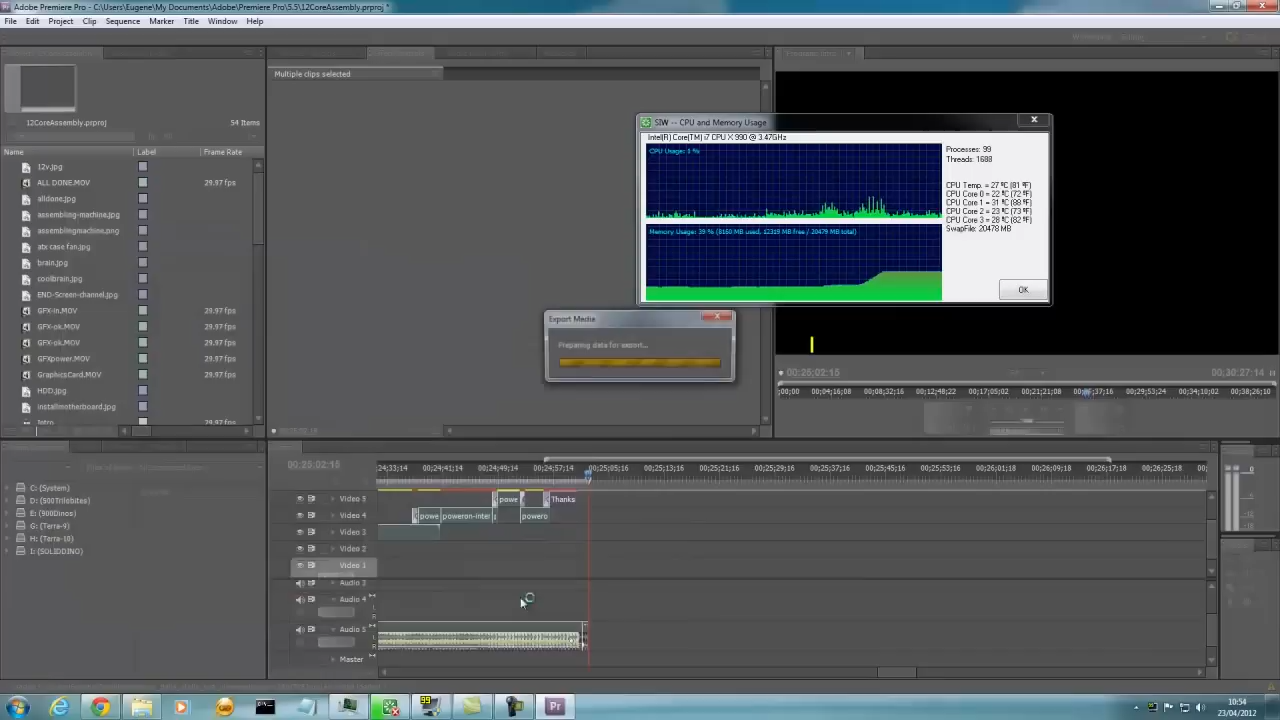 Adobe Premiere Pro - C:\Users\Eugene\My Documents\Adobe\Premiere Pro\5.5\12CoreAssembly.prproj *
File Edit Project Clip Sequence Marker Title Window Help
Multiple clips selected
12CoreAssembly.prproj 54 Items
Name Label Frame Rate
12v.jpg
ALL DONE.MOV 29.97 fps
alldone.jpg
assembling-machine.jpg
assemblingmachine.png
atx case fan.jpg
brain.jpg
coolbrain.jpg
END-Screen-channel.jpg
GFX-in.MOV 29.97 fps
GFX-ok.MOV 29.97 fps
GFX-ok.MOV 29.97 fps
GFXpower.MOV 29.97 fps
GraphicsCard.MOV 29.97 fps
HDD.jpg
installmotherboard.jpg
Intro 29.97 fps
SIW -- CPU and Memory Usage
Intel(R) Core(TM) i7 CPU X 990 @ 3.47GHz
CPU Usage: 1 %
Memory Usage: 39 % (8160 MB used, 12319 MB free / 20479 MB total)
Processes: 99
Threads: 1688
CPU Temp. = 27 ºC (81 ºF)
CPU Core 0 = 22 ºC (72 ºF)
CPU Core 1 = 31 ºC (88 ºF)
CPU Core 2 = 23 ºC (73 ºF)
CPU Core 3 = 28 ºC (82 ºF)
SwapFile: 20478 MB
OK
Export Media
Preparing data for export...
00;25;02;15 00;30;27;14
;00;00 00;04;16;08 00;08;32;16 00;12;48;22 00;17;05;02 00;21;21;08 00;29;53;24 00;34;10;02 00;38;26;10
C: (System)
D: (500Trilebites)
E: (900Dinos)
G: (Terra-9)
H: (Terra-10)
I: (SOLIDDINO)
00;25;02;15
24;33;14 00;24;41;14 00;24;49;14 00;24;57;14 00;25;05;16 00;25;13;16 00;25;21;16 00;25;29;16 00;25;37;16 00;25;45;16 00;25;53;16 00;26;01;18 00;26;09;18 00;26;18;18 00;26;25;18
Video 5 powe Thanks
Video 4 powe poweron-inter powero
Video 3
Video 2
Video 1
Audio 3
Audio 4
Audio 5
Master
10:54
23/04/2012